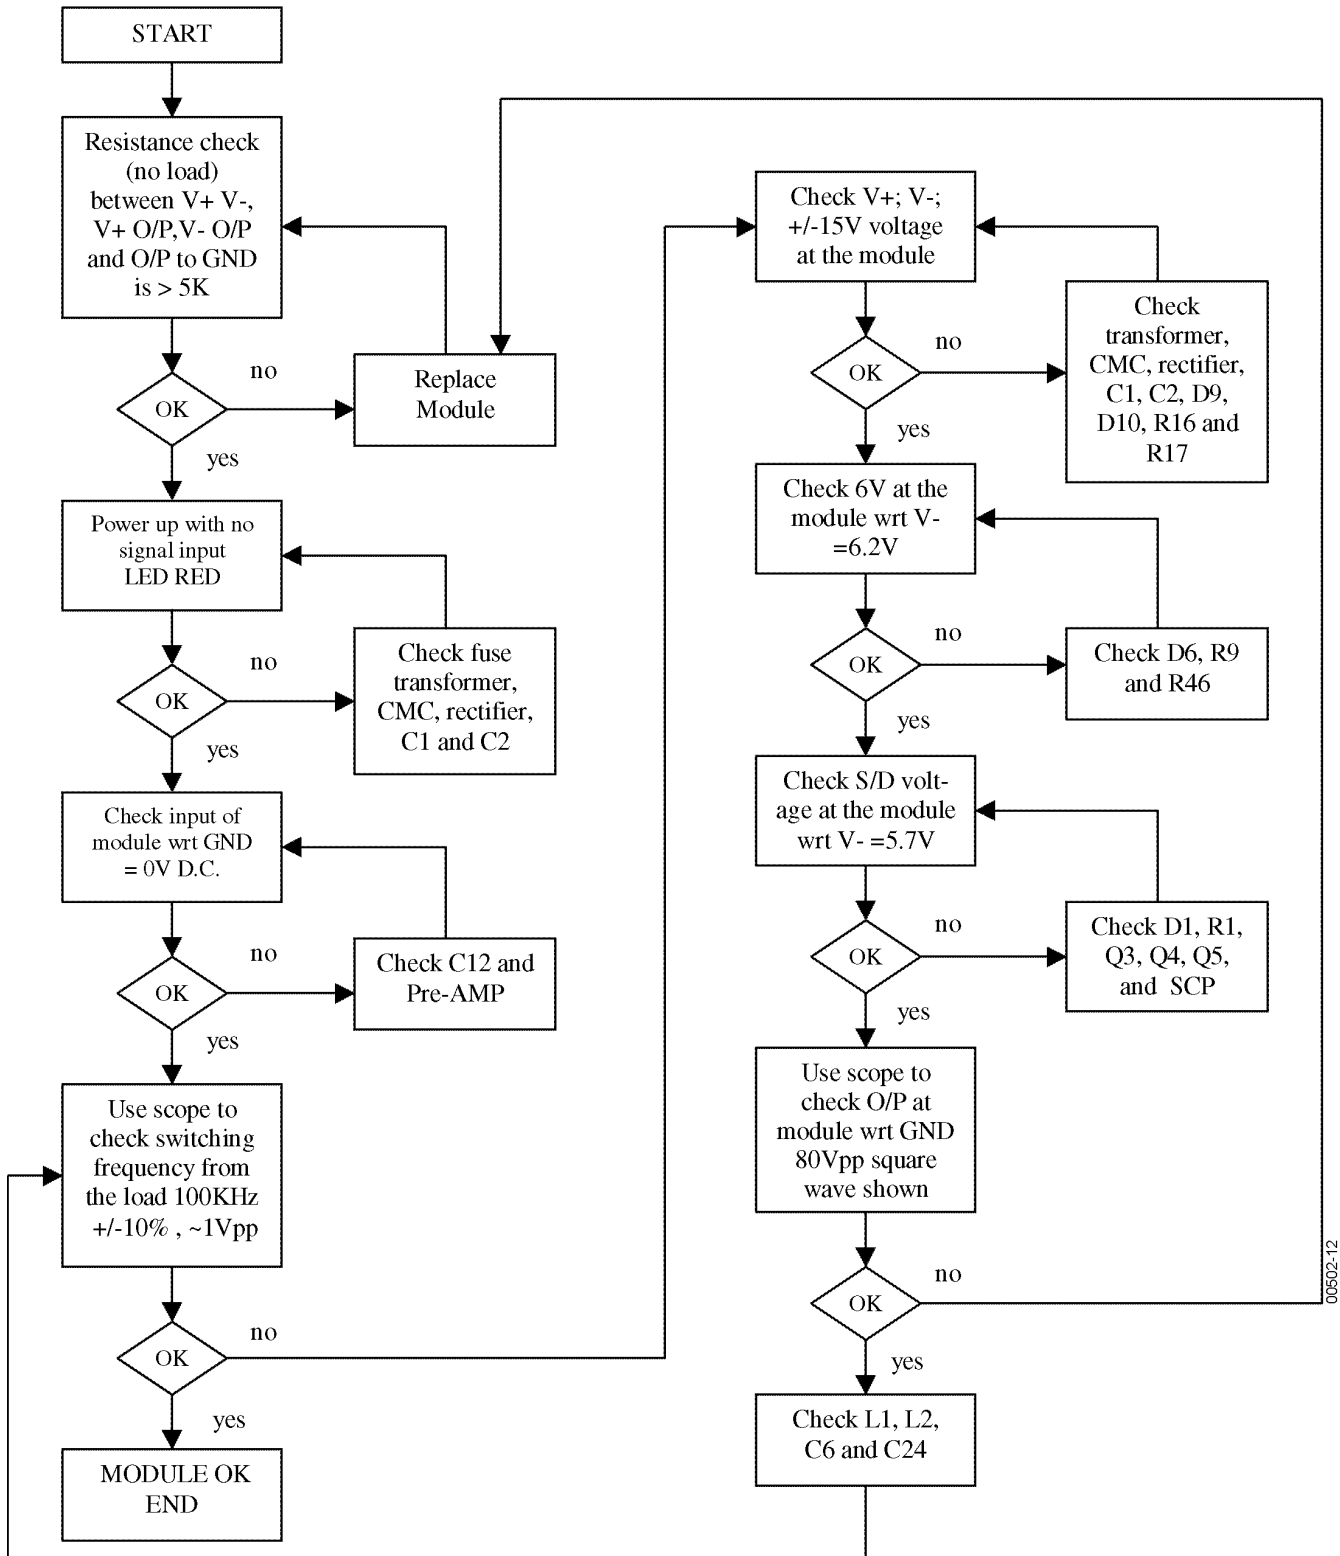 START
Resistance check
(no load)
between V+ V-,
V+ O/P,V- O/P
and O/P to GND
is > 5K
OK
no
Replace
Module
yes
Power up with no
signal input
LED RED
OK
no
Check fuse
transformer,
CMC, rectifier,
C1 and C2
yes
Check input of
module wrt GND
= 0V D.C.
OK
no
Check C12 and
Pre-AMP
yes
Use scope to
check switching
frequency from
the load 100KHz
+/-10% , ~1Vpp
OK
no
yes
MODULE OK
END
Check V+; V-;
+/-15V voltage
at the module
OK
no
Check
transformer,
CMC, rectifier,
C1, C2, D9,
D10, R16 and
R17
yes
Check 6V at the
module wrt V-
=6.2V
OK
no
Check D6, R9
and R46
yes
Check S/D volt-
age at the module
wrt V- =5.7V
OK
no
Check D1, R1,
Q3, Q4, Q5,
and SCP
yes
Use scope to
check O/P at
module wrt GND
80Vpp square
wave shown
OK
no
yes
Check L1, L2,
C6 and C24
00502-12